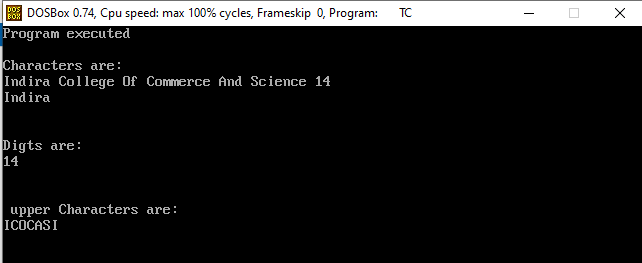 DOSBox 0.74, Cpu speed: max 100% cycles, Frameskip 0, Program: TC
Program executed
Characters are:
Indira College Of Commerce And Science 14
Indira
Digts are:
14
upper Characters are:
ICOCASI